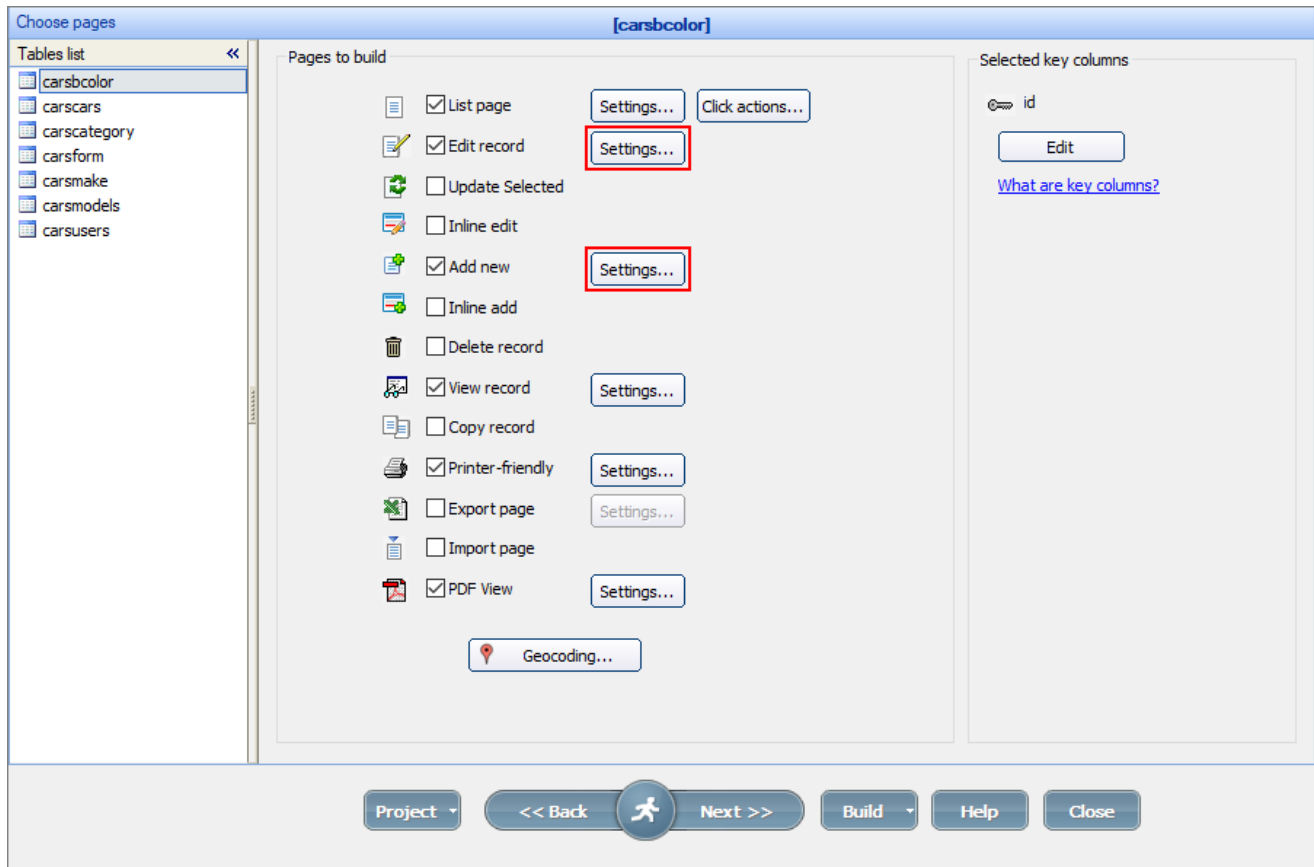 Choose pages
[carsbcolor]
Tables list «
carsbcolor
carscars
carscategory
carsform
carsmake
carsmodels
carsusers
Pages to build
List page Settings... Click actions...
Edit record Settings...
Update Selected
Inline edit
Add new Settings...
Inline add
Delete record
View record Settings...
Copy record
Printer-friendly Settings...
Export page Settings...
Import page
PDF View Settings...
Geocoding...
Selected key columns
id
Edit
What are key columns?
Project << Back Next >> Build Help Close